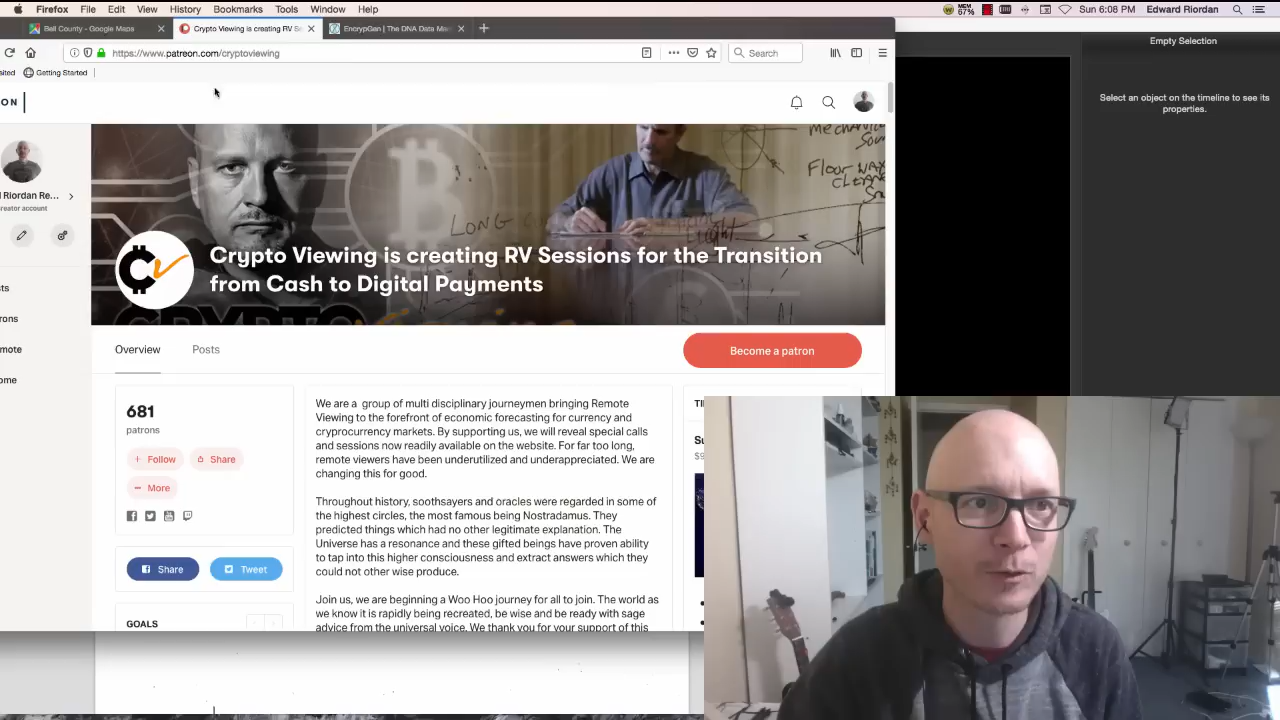 Firefox File Edit View History Bookmarks Tools Window Help MEM 67% Sun 6:08 PM Edward Riordan
Bell County - Google Maps
Crypto Viewing is creating RV Se
EncrypGen | The DNA Data Ma
https://www.patreon.com/cryptoviewing
Search
Getting Started
Empty Selection
Select an object on the timeline to see its
properties.
ON
Riordan Re...
reator account
LONG
Floor
Light
Crypto Viewing is creating RV Sessions for the Transition
from Cash to Digital Payments
Overview Posts
Become a patron
681
patrons
+ Follow
Share
More
Share
Tweet
GOALS
We are a group of multi disciplinary journeymen bringing Remote
Viewing to the forefront of economic forecasting for currency and
cryptocurrency markets. By supporting us, we will reveal special calls
and sessions now readily available on the website. For far too long,
remote viewers have been underutilized and underappreciated. We are
changing this for good.
Throughout history, soothsayers and oracles were regarded in some of
the highest circles, the most famous being Nostradamus. They
predicted things which had no other legitimate explanation. The
Universe has a resonance and these gifted beings have proven ability
to tap into this higher consciousness and extract answers which they
could not other wise produce.
Join us, we are beginning a Woo Hoo journey for all to join. The world as
we know it is rapidly being recreated, be wise and be ready with sage
advice from the universal voice. We thank you for your support of this